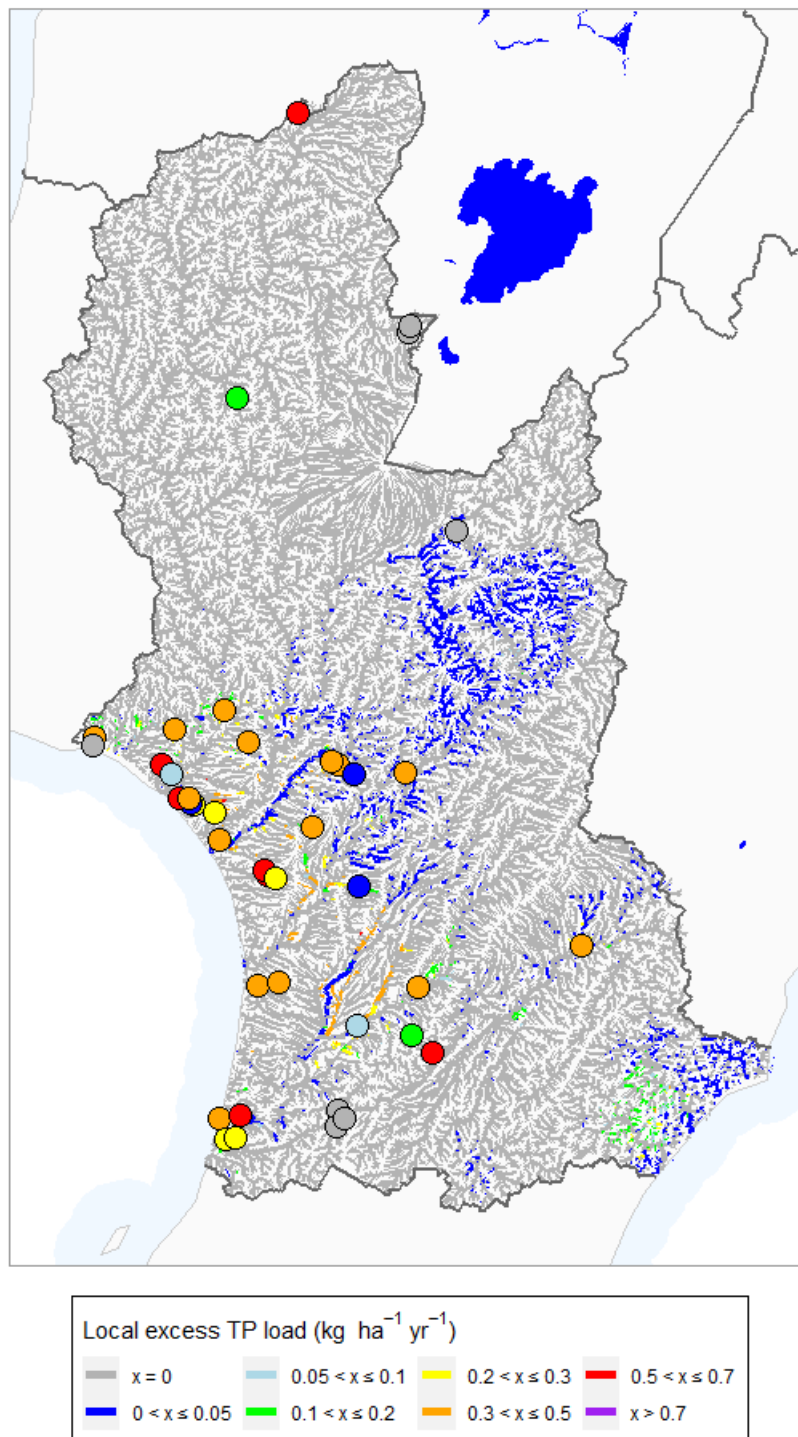 Local excess TP load (kg ha⁻¹ yr⁻¹)
x = 0 0.05 < x ≤ 0.1 0.2 < x ≤ 0.3 0.5 < x ≤ 0.7
0 < x ≤ 0.05 0.1 < x ≤ 0.2 0.3 < x ≤ 0.5 x > 0.7